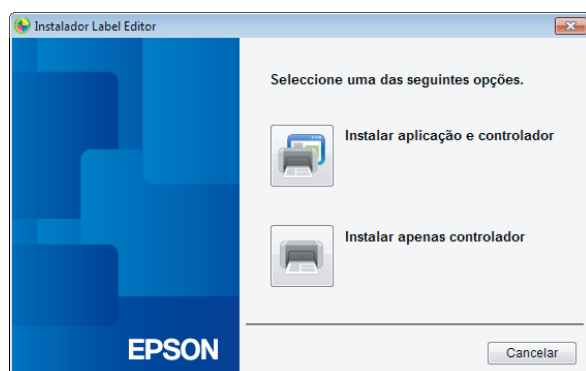 Instalador Label Editor
Seleccione uma das seguintes opções.
Instalar aplicação e controlador
Instalar apenas controlador
EPSON
Cancelar